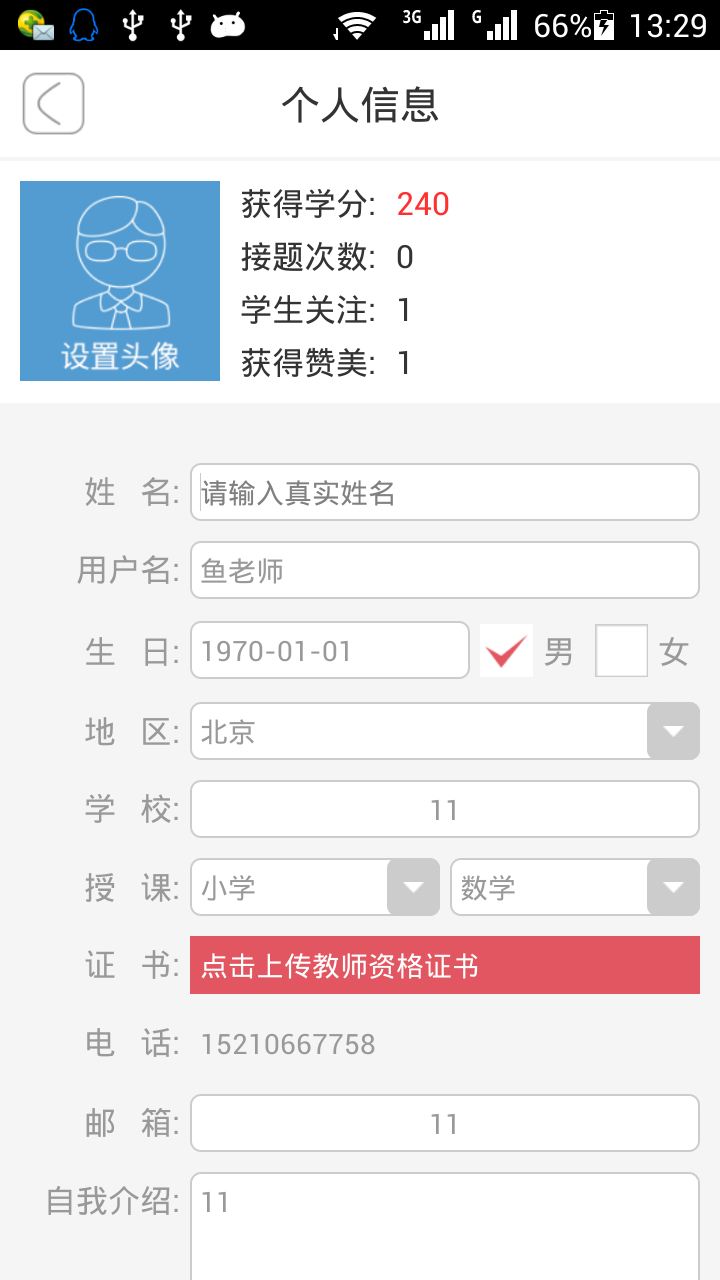 3G G 66% 13:29
个人信息
获得学分: 240
接题次数: 0
学生关注: 1
获得赞美: 1
设置头像
姓 名: 请输入真实姓名
用户名: 鱼老师
生 日: 1970-01-01 男 女
地 区: 北京
学 校: 11
授 课: 小学 数学
证 书: 点击上传教师资格证书
电 话: 15210667758
邮 箱: 11
自我介绍: 11